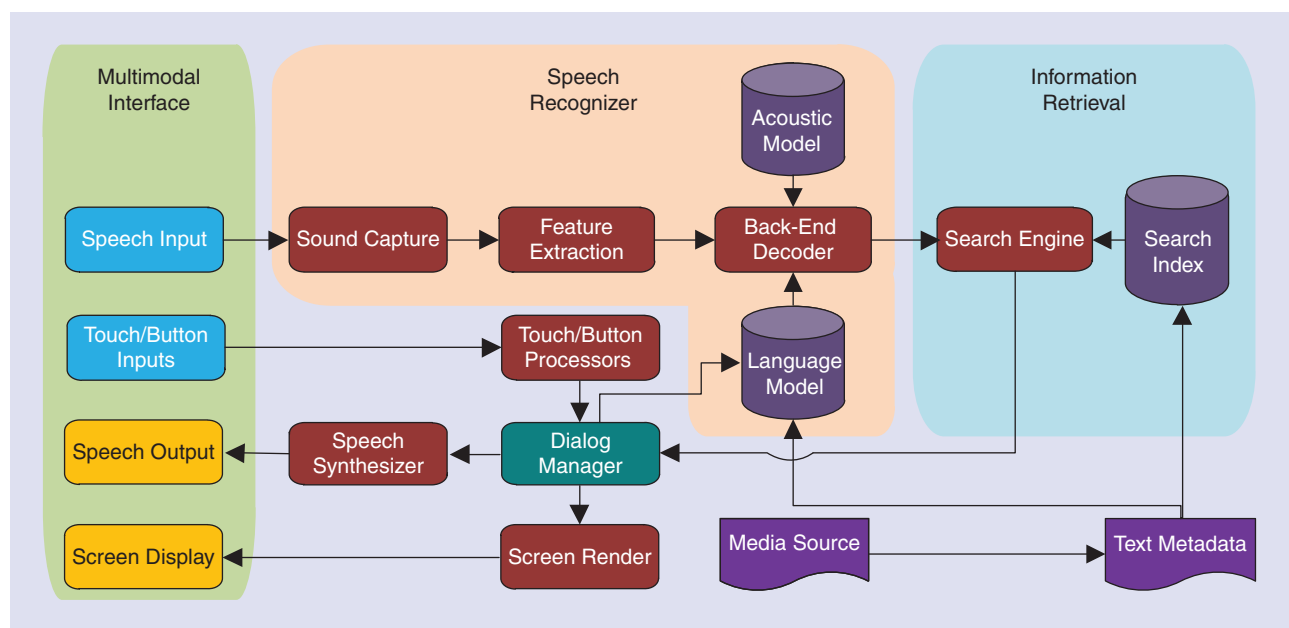 Multimodal
Interface
Speech
Recognizer
Information
Retrieval
Acoustic
Model
Speech Input
Sound Capture
Feature
Extraction
Back-End
Decoder
Search Engine
Search
Index
Touch/Button
Inputs
Touch/Button
Processors
Language
Model
Speech Output
Speech
Synthesizer
Dialog
Manager
Screen Display
Screen Render
Media Source
Text Metadata